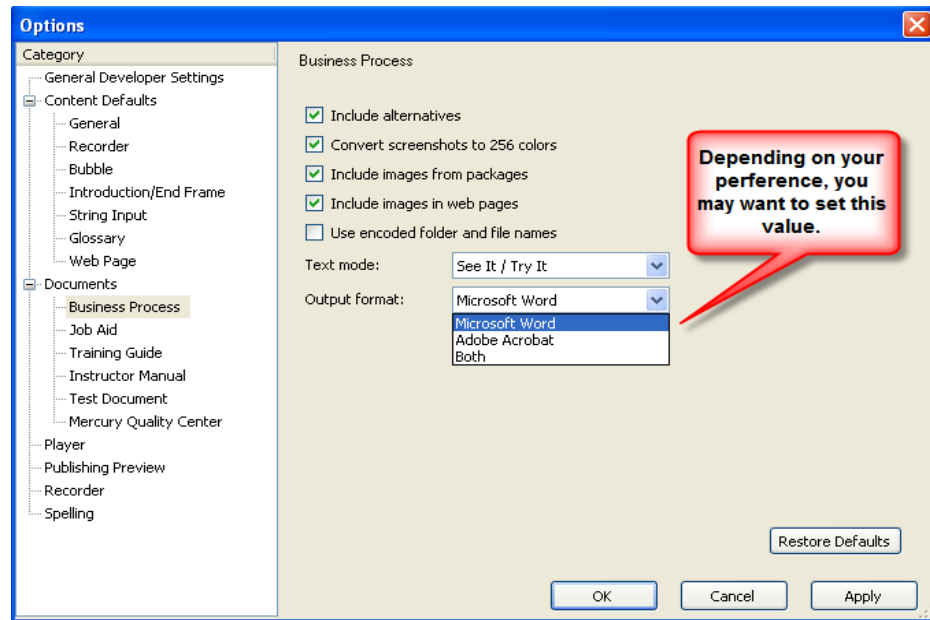 Options
Category
General Developer Settings
Content Defaults
General
Recorder
Bubble
Introduction/End Frame
String Input
Glossary
Web Page
Documents
Business Process
Job Aid
Training Guide
Instructor Manual
Test Document
Mercury Quality Center
Player
Publishing Preview
Recorder
Spelling
Business Process
Include alternatives
Convert screenshots to 256 colors
Include images from packages
Include images in web pages
Use encoded folder and file names
Text mode: See It / Try It
Output format: Microsoft Word
Microsoft Word
Adobe Acrobat
Both
Depending on your
perference, you
may want to set this
value.
Restore Defaults
OK Cancel Apply